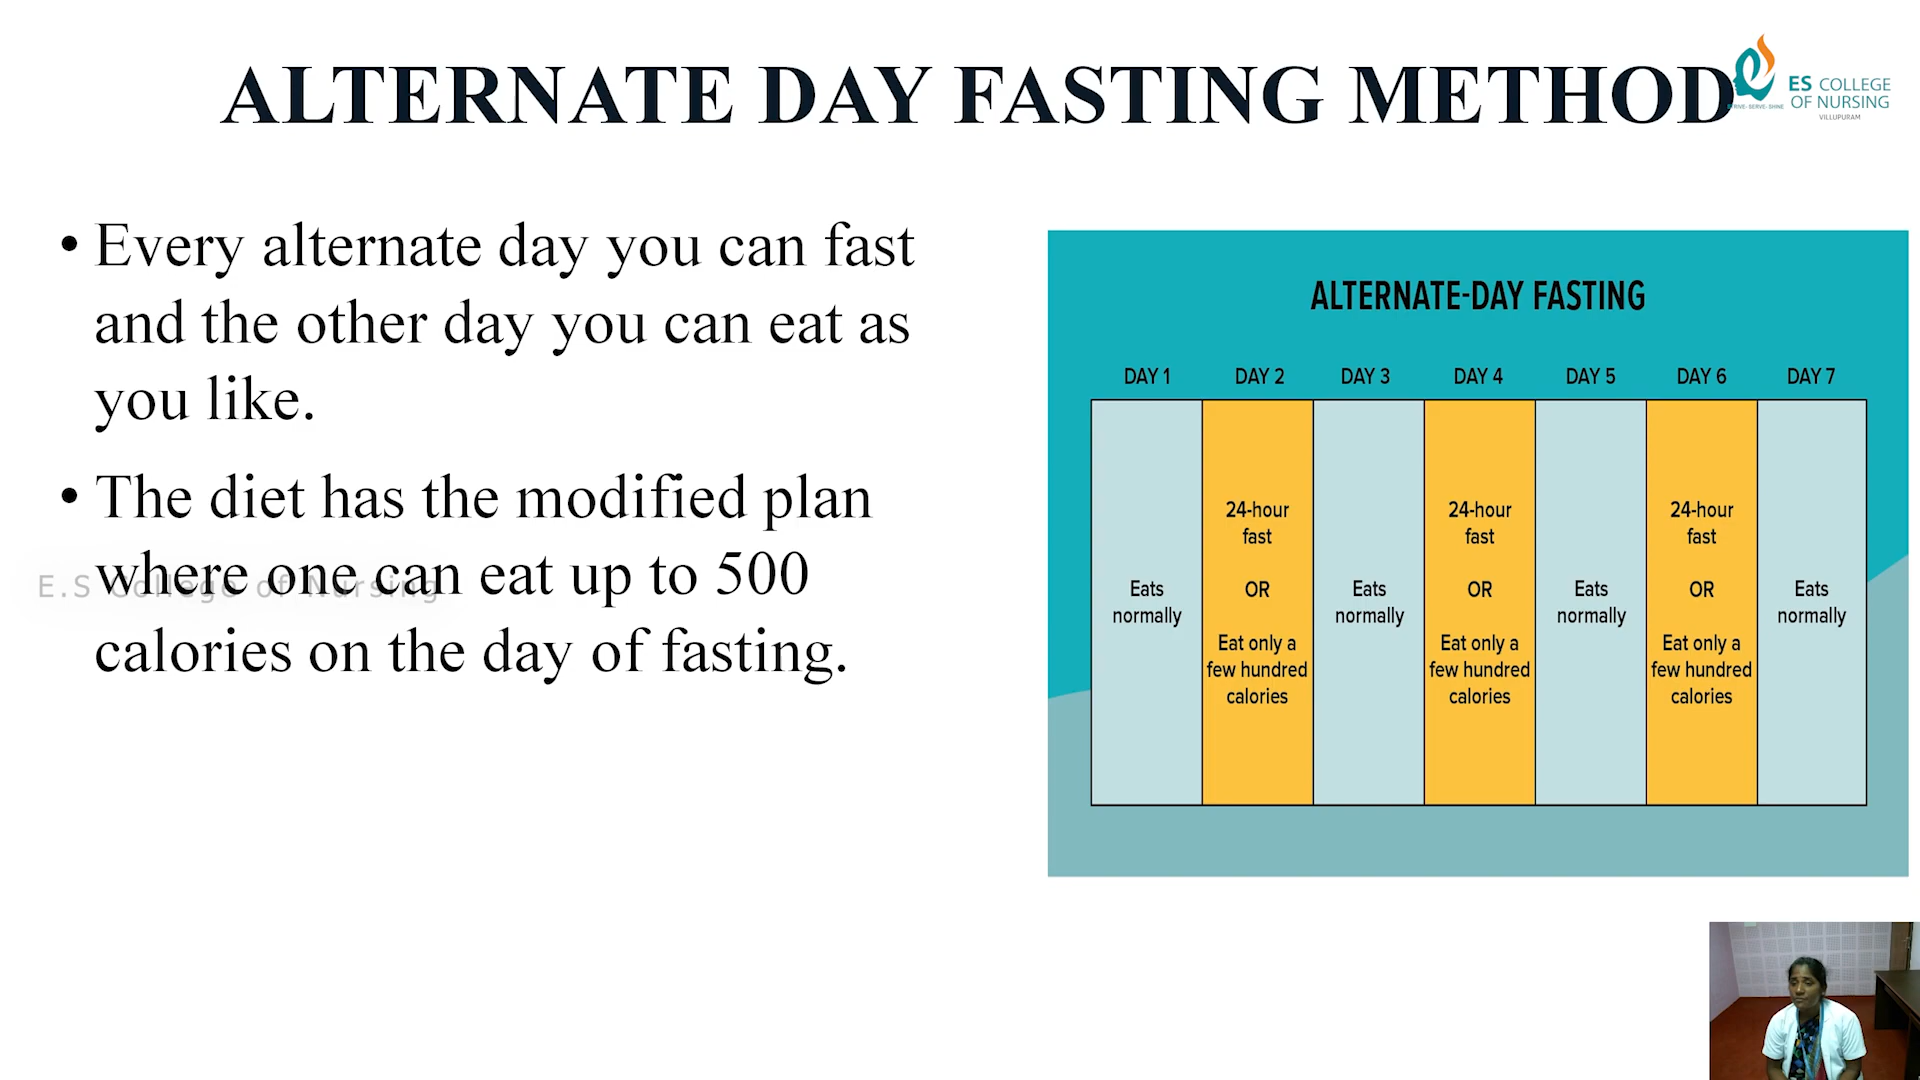 ALTERNATE DAY FASTING METHOD
ES COLLEGE
OF NURSING
VILLUPURAM
• Every alternate day you can fast
and the other day you can eat as
you like.
• The diet has the modified plan
where one can eat up to 500
calories on the day of fasting.
E.S College of Nursing
ALTERNATE-DAY FASTING
DAY 1 DAY 2 DAY 3 DAY 4 DAY 5 DAY 6 DAY 7
Eats
normally
24-hour
fast
OR
Eat only a
few hundred
calories
Eats
normally
24-hour
fast
OR
Eat only a
few hundred
calories
Eats
normally
24-hour
fast
OR
Eat only a
few hundred
calories
Eats
normally